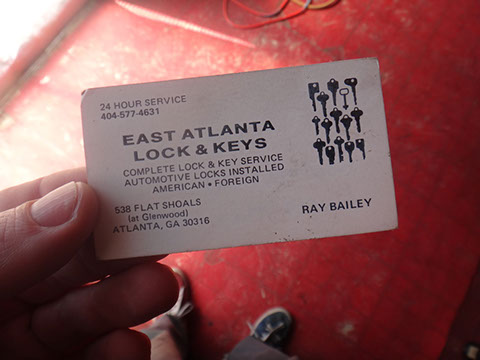 24 HOUR SERVICE
404-577-4631
EAST ATLANTA
LOCK & KEYS
COMPLETE LOCK & KEY SERVICE
AUTOMOTIVE LOCKS INSTALLED
AMERICAN • FOREIGN
538 FLAT SHOALS
(at Glenwood)
ATLANTA, GA 30316
RAY BAILEY